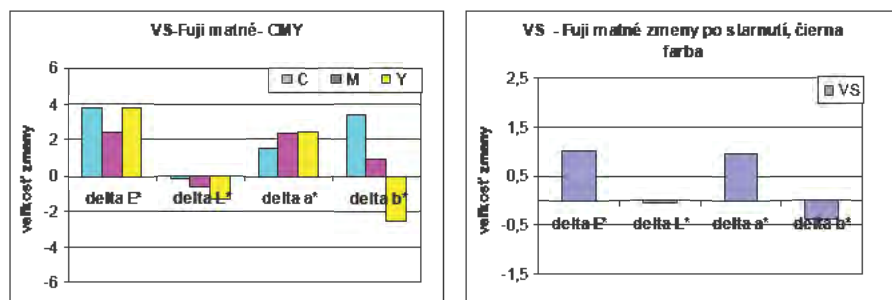 VS-Fuji matné- CMY
C M Y
veľkosť zmeny
6
4
2
0
-2
-4
-6
delta E* delta L* delta a* delta b*
VS - Fuji matné zmeny po starnutí, čierna
farba
VS
veľkosť zmeny
2,5
1,5
0,5
-0,5
-1,5
delta E* delta L* delta a* delta b*